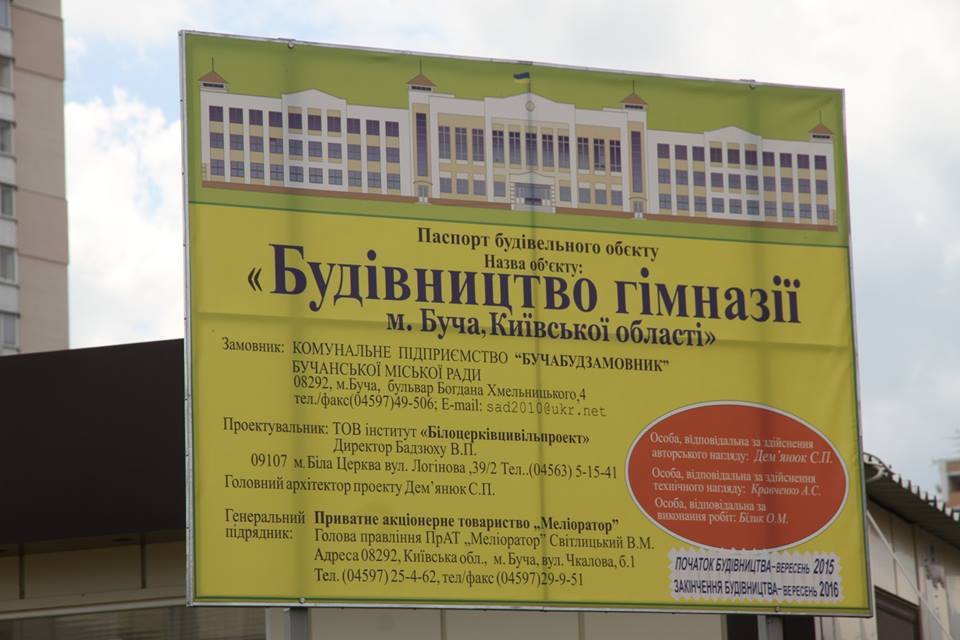 Паспорт будівельного обєкту
Назва об'єкту:
«Будівництво гімназії
м. Буча, Київської області»
Замовник: КОМУНАЛЬНЕ ПІДПРИЄМСТВО “БУЧАБУДЗАМОВНИК”
БУЧАНСЬКОЇ МІСЬКОЇ РАДИ
08292, м.Буча, бульвар Богдана Хмельницького,4
тел./факс(04597)49-506; E-mail: sad2010@ukr.net
Проектувальник: ТОВ інститут «Білоцерківцивільпроект»
Директор Бадзюху В.П.
09107 м.Біла Церква вул. Логінова ,39/2 Тел..(04563) 5-15-41
Головний архітектор проекту Дем'янюк С.П.
Генеральний підрядник: Приватне акціонерне товариство „Меліоратор”
Голова правління ПрАТ „Меліоратор” Світлицький В.М.
Адреса 08292, Київська обл., м. Буча, вул. Чкалова, б.1
Тел. (04597) 25-4-62, тел/факс (04597)29-9-51
Особа, відповідальна за здійснення
авторського нагляду: Дем'янюк С.П.
Особа, відповідальна за здійснення
технічного нагляду: Кравченко А.С.
Особа, відповідальна за
виконання робіт: Білик О.М.
ПОЧАТОК БУДІВНИЦТВА- ВЕРЕСЕНЬ 2015
ЗАКІНЧЕННЯ БУДІВНИЦТВА- ВЕРЕСЕНЬ 2016